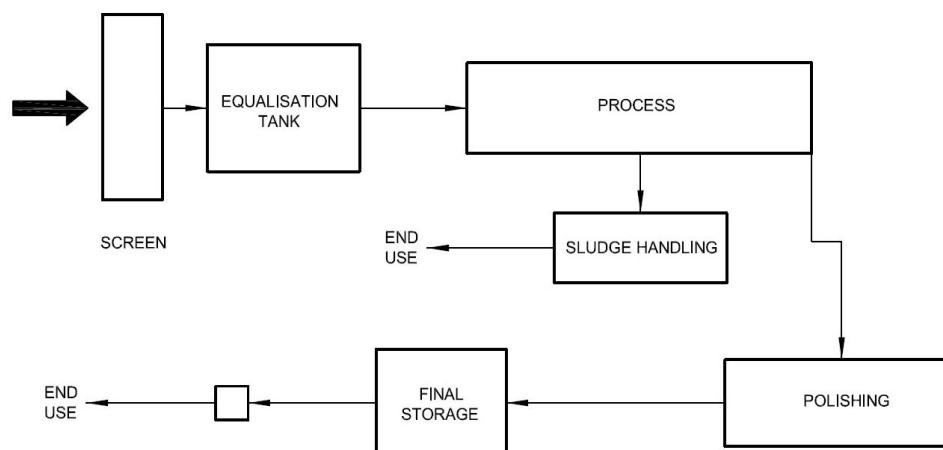 EQUALISATION
TANK
PROCESS
SCREEN
END
USE
SLUDGE HANDLING
END
USE
FINAL
STORAGE
POLISHING